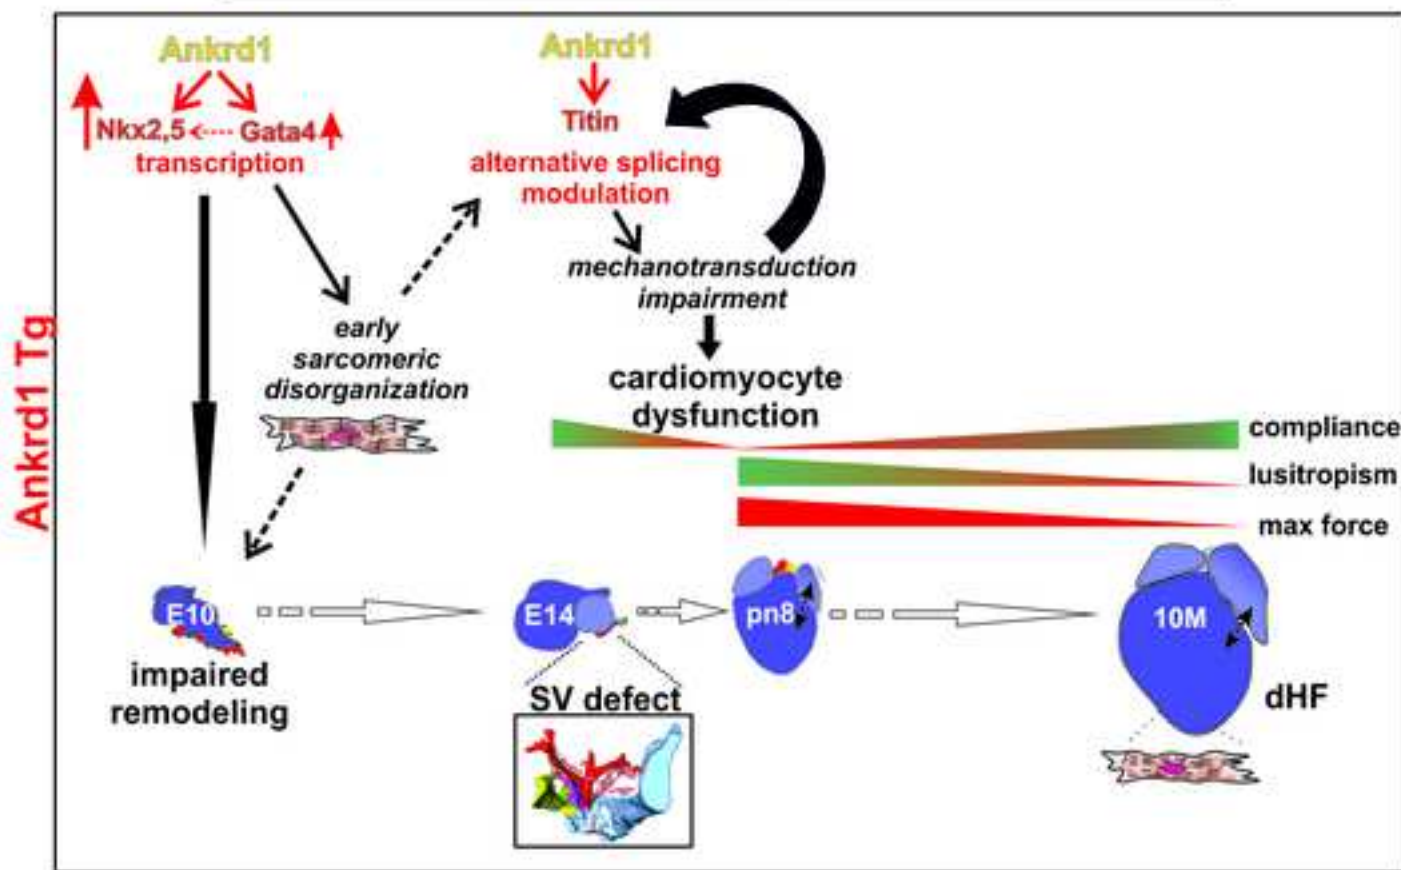 Ankrd1 Tg
Ankrd1
Nkx2,5 Gata4
transcription
Ankrd1
Titin
alternative splicing
modulation
mechanotransduction
impairment
early
sarcomeric
disorganization
cardiomyocyte
dysfunction
compliance
lusitropism
max force
E10
E14
pn8
10M
impaired
remodeling
SV defect
dHF